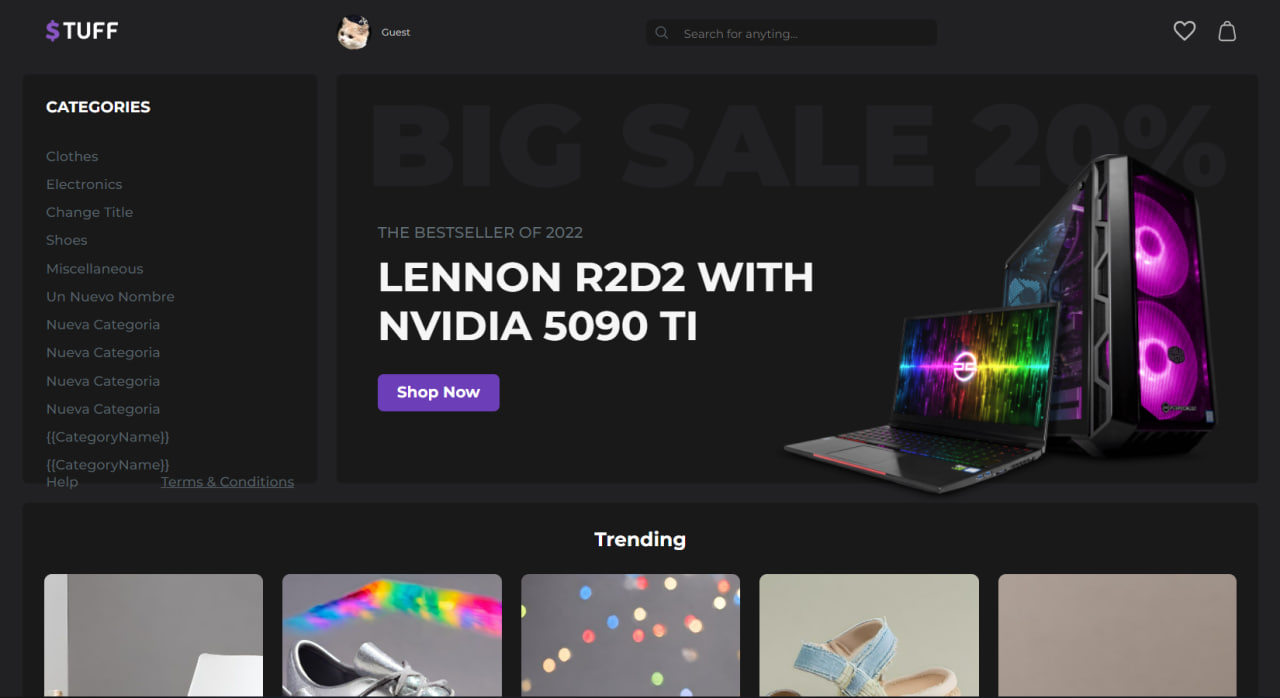 $TUFF
Guest
Search for anyting...
CATEGORIES
Clothes
Electronics
Change Title
Shoes
Miscellaneous
Un Nuevo Nombre
Nueva Categoria
Nueva Categoria
Nueva Categoria
Nueva Categoria
{{CategoryName}}
{{CategoryName}}
Help
Terms & Conditions
BIG SALE 20%
THE BESTSELLER OF 2022
LENNON R2D2 WITH
NVIDIA 5090 TI
Shop Now
Trending